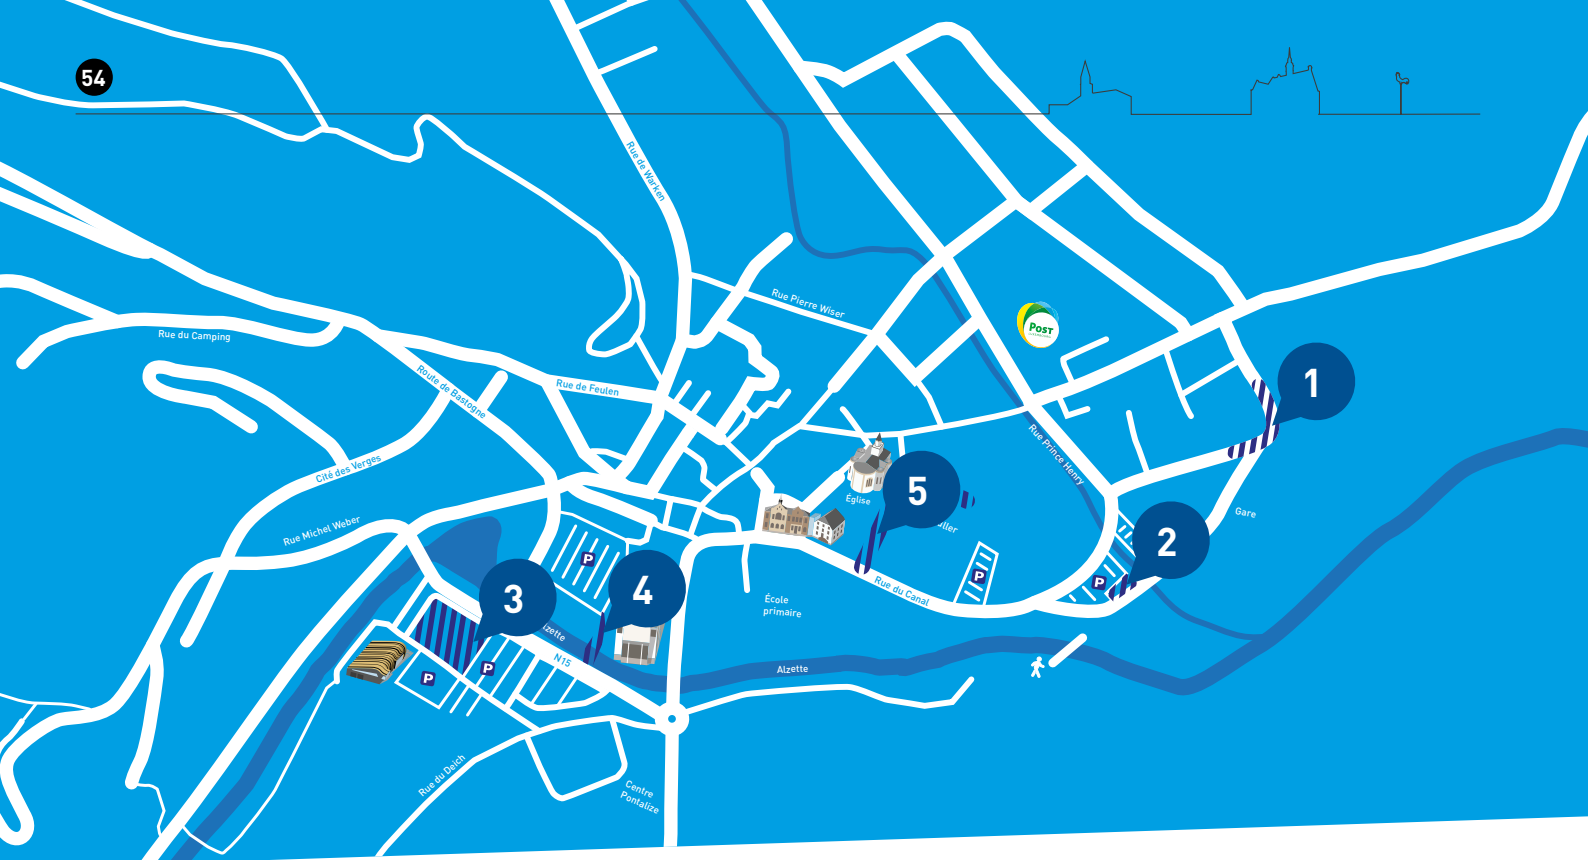 54
Rue de Warken
Rue Pierre Wiser
POST
Rue du Camping
Route de Bastogne
Rue de Feulen
1
Cité des Verges
Rue Prince Henry
Rue Michel Weber
5
Église
Gare
2
P
P
P
3
4
Rue du Canal
École
primaire
N15
Alzette
P
P
Rue du Deich
Centre
Pontalize